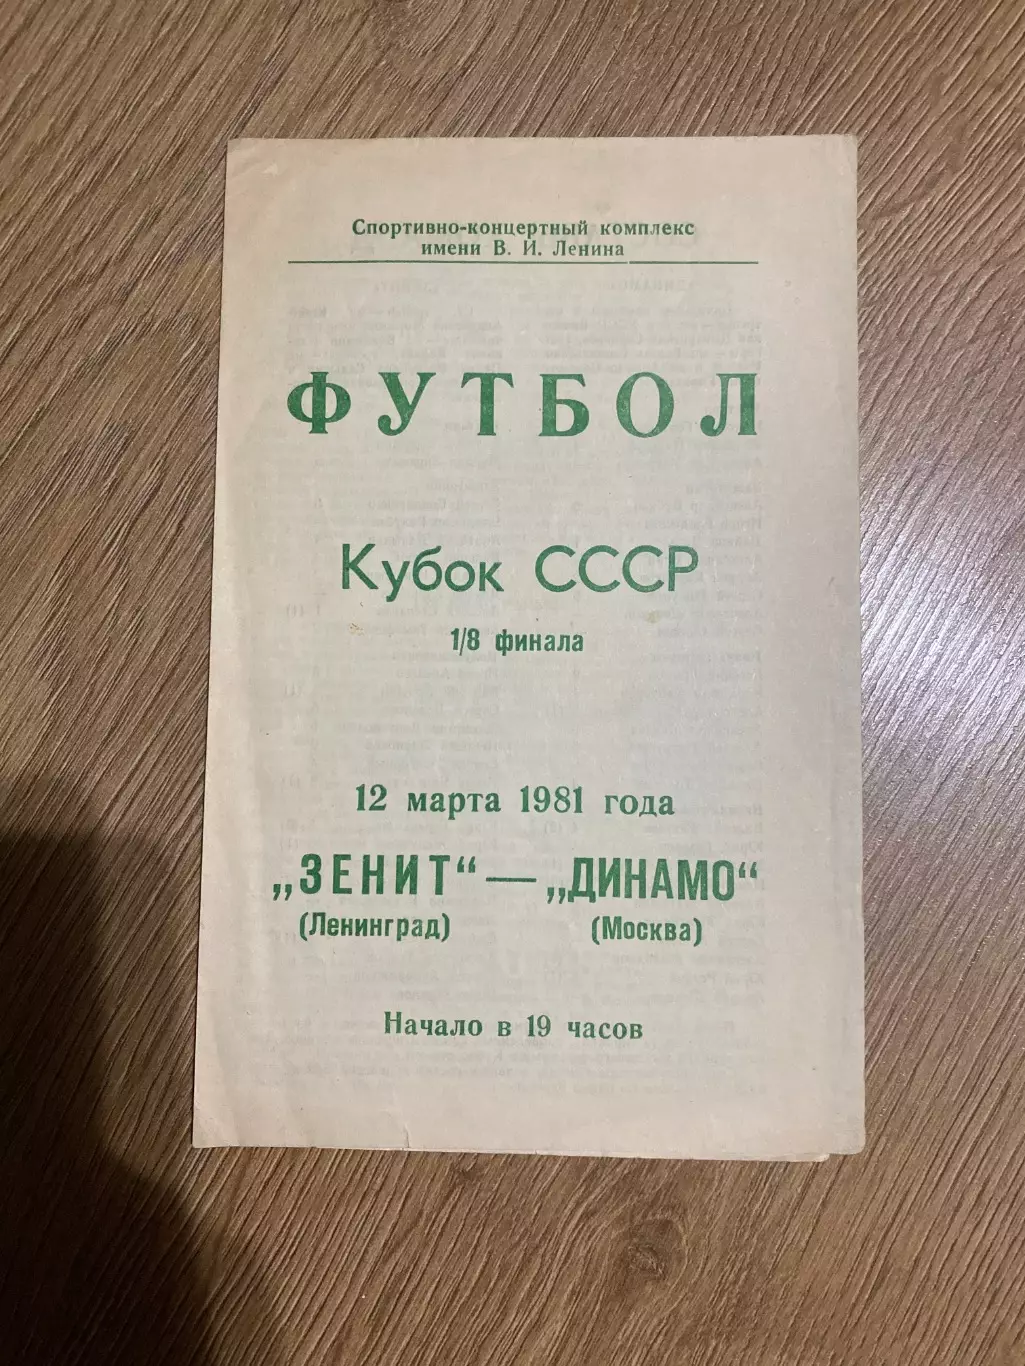 Спортивно-концертный комплекс
имени В. И. Ленина
ФУТБОЛ
Кубок СССР
1/8 финала
12 марта 1981 года
„ЗЕНИТ“ — „ДИНАМО“
(Ленинград) (Москва)
Начало в 19 часов